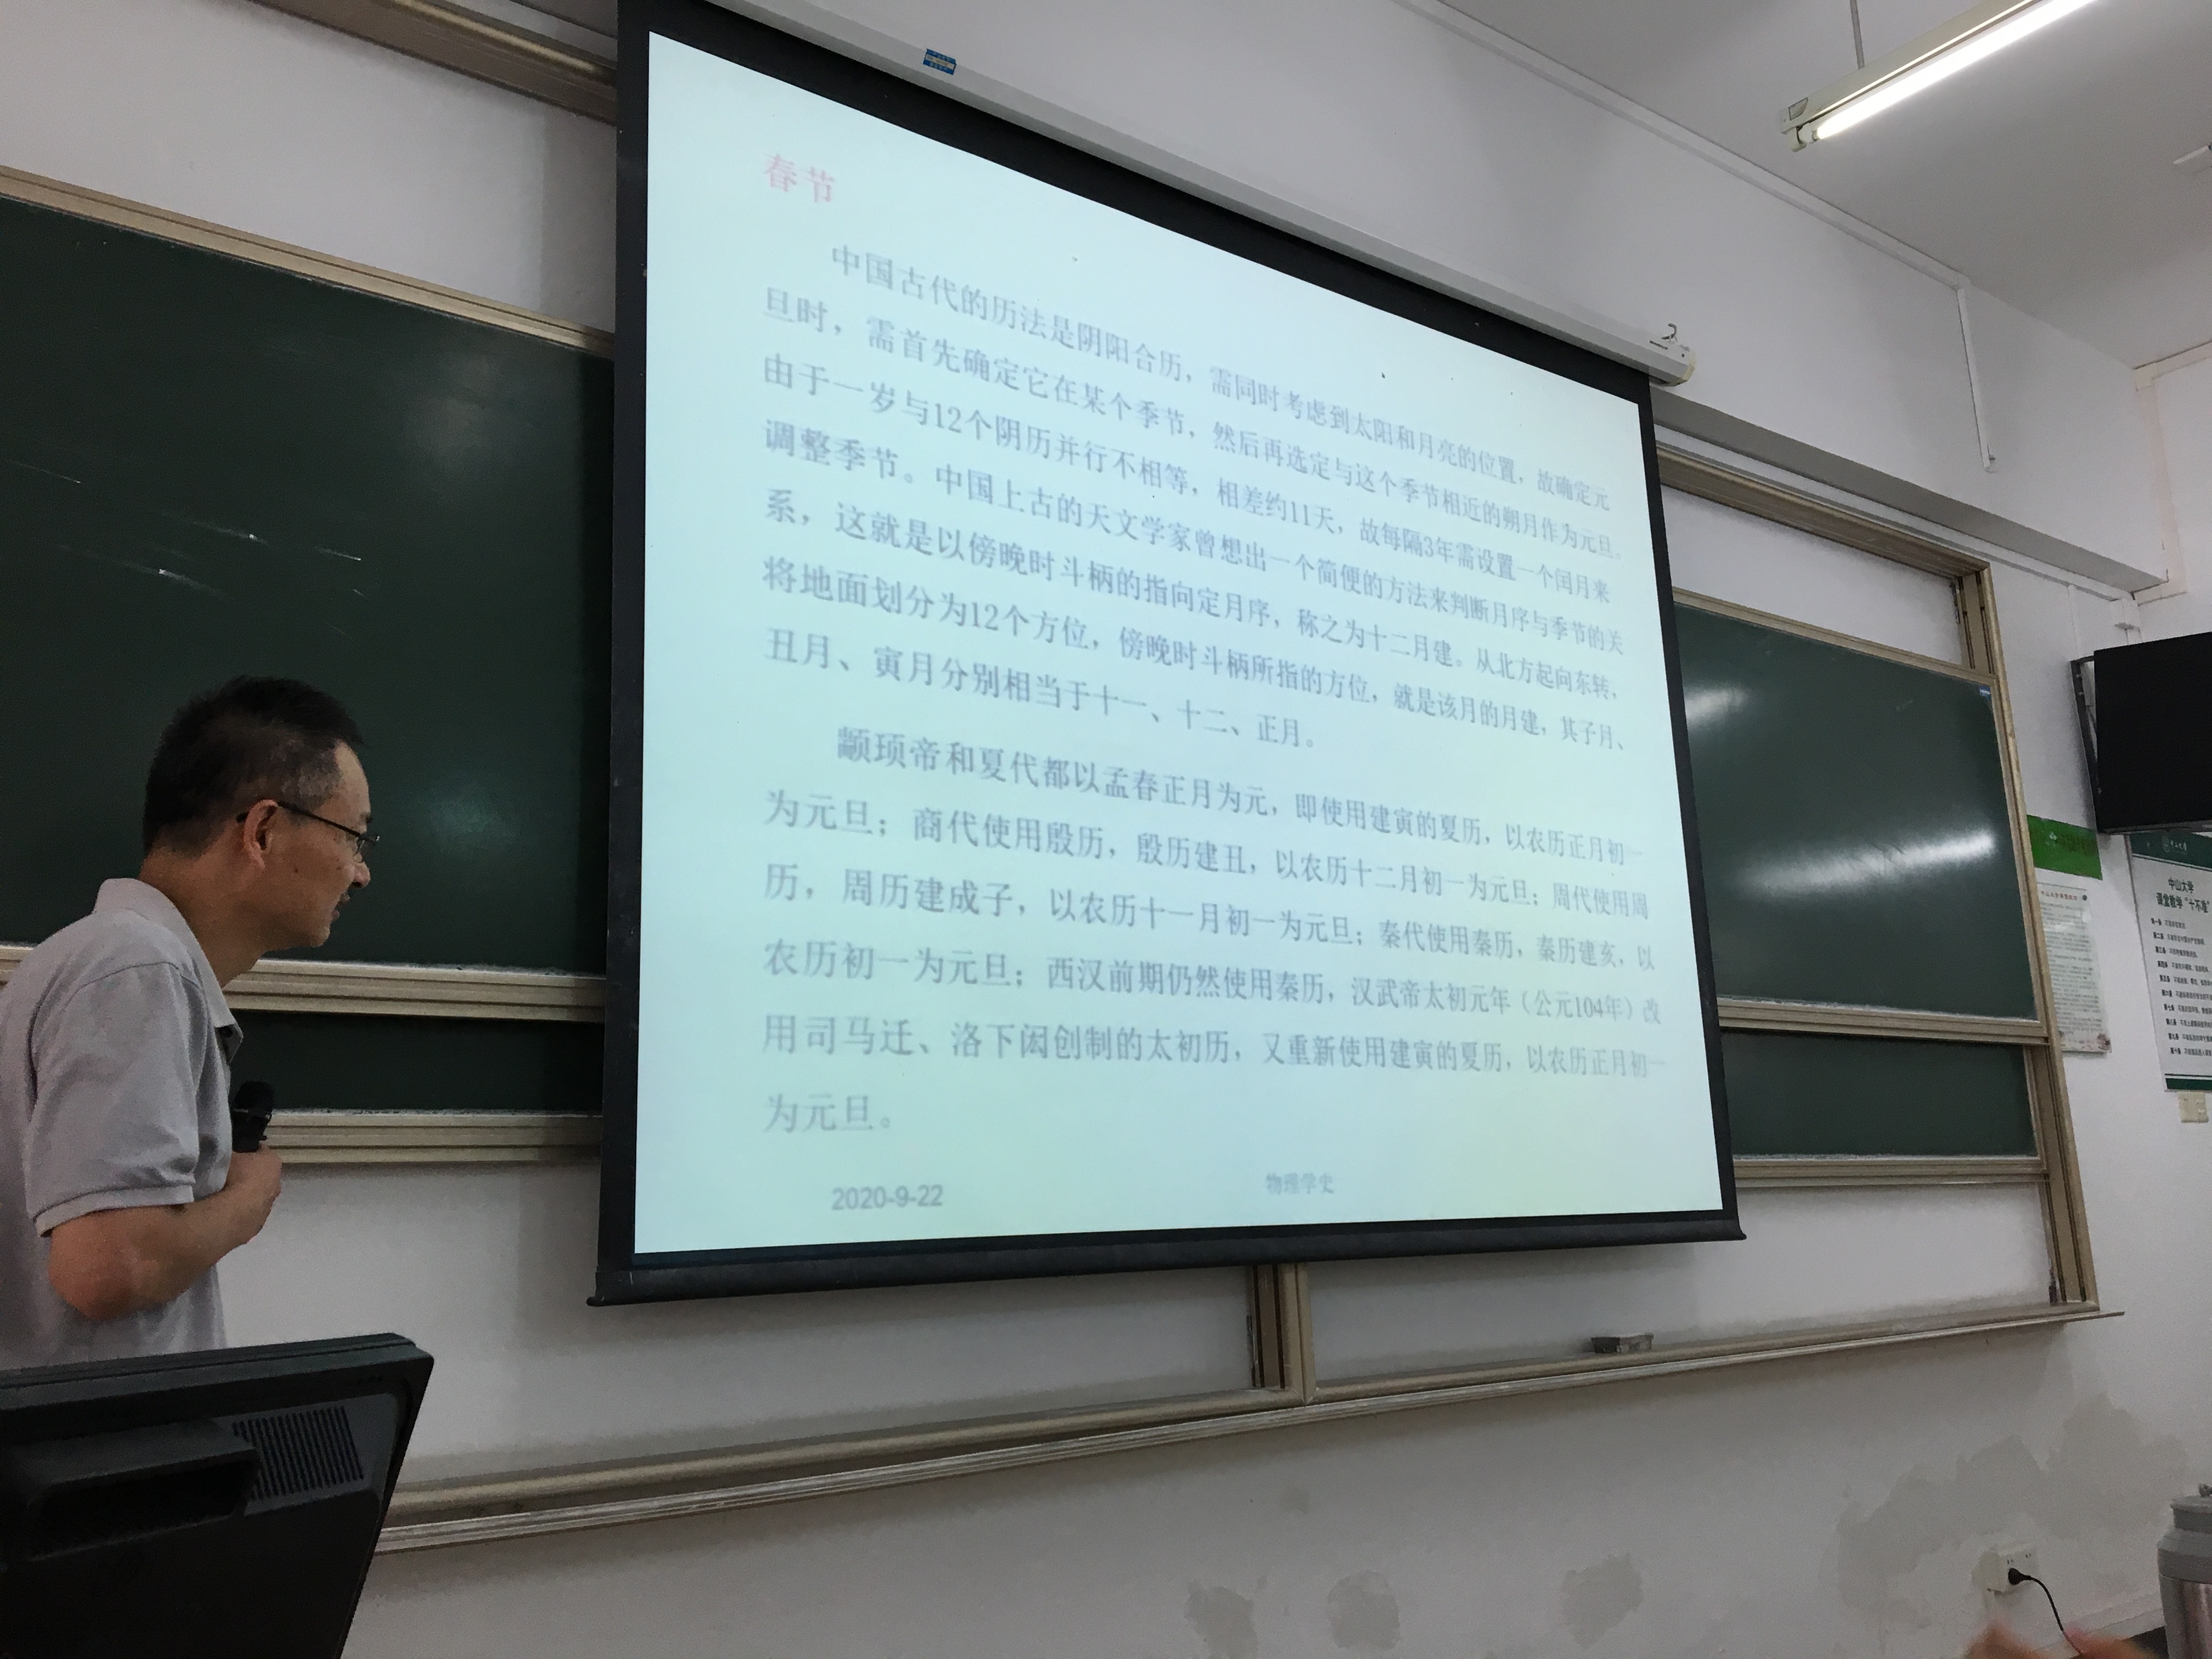 春节
中国古代的历法是阴阳合历，需同时考虑到太阳和月亮的位置，故确定元
旦时，需首先确定它在某个季节，然后再选定与这个季节相近的朔月作为元旦。
由于一岁与12个阴历并行不相等，相差约11天，故每隔3年需设置一个闰月来
调整季节。中国上古的天文学家曾想出一个简便的方法来判断月序与季节的关
系，这就是以傍晚时斗柄的指向定月序，称之为十二月建。从北方起向东转，
将地面划分为12个方位，傍晚时斗柄所指的方位，就是该月的月建，其子月、
丑月、寅月分别相当于十一、十二、正月。
颛顼帝和夏代都以孟春正月为元，即使用建寅的夏历，以农历正月初一
为元旦；商代使用殷历，殷历建丑，以农历十二月初一为元旦；周代使用周
历，周历建成子，以农历十一月初一为元旦；秦代使用秦历，秦历建亥，以
农历初一为元旦；西汉前期仍然使用秦历，汉武帝太初元年（公元104年）改
用司马迁、洛下闳创制的太初历，又重新使用建寅的夏历，以农历正月初一
为元旦。
2020-9-22
物理学史
中山大学
课堂教学“十不准”